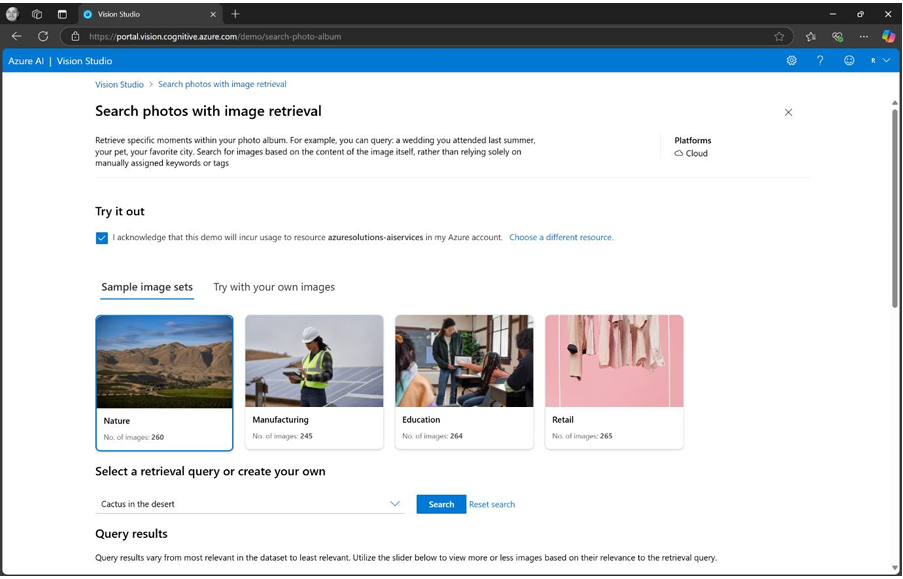 Vision Studio
https://portal.vision.cognitive.azure.com/demo/search-photo-album
Azure AI | Vision Studio
R
Vision Studio > Search photos with image retrieval
Search photos with image retrieval
Retrieve specific moments within your photo album. For example, you can query: a wedding you attended last summer,
your pet, your favorite city. Search for images based on the content of the image itself, rather than relying solely on
manually assigned keywords or tags
Platforms
Cloud
Try it out
I acknowledge that this demo will incur usage to resource azuresolutions-aiservices in my Azure account. Choose a different resource.
Sample image sets
Try with your own images
Nature
No. of images: 260
Manufacturing
No. of images: 245
Education
No. of images: 264
Retail
No. of images: 265
Select a retrieval query or create your own
Cactus in the desert
Search
Reset search
Query results
Query results vary from most relevant in the dataset to least relevant. Utilize the slider below to view more or less images based on their relevance to the retrieval query.